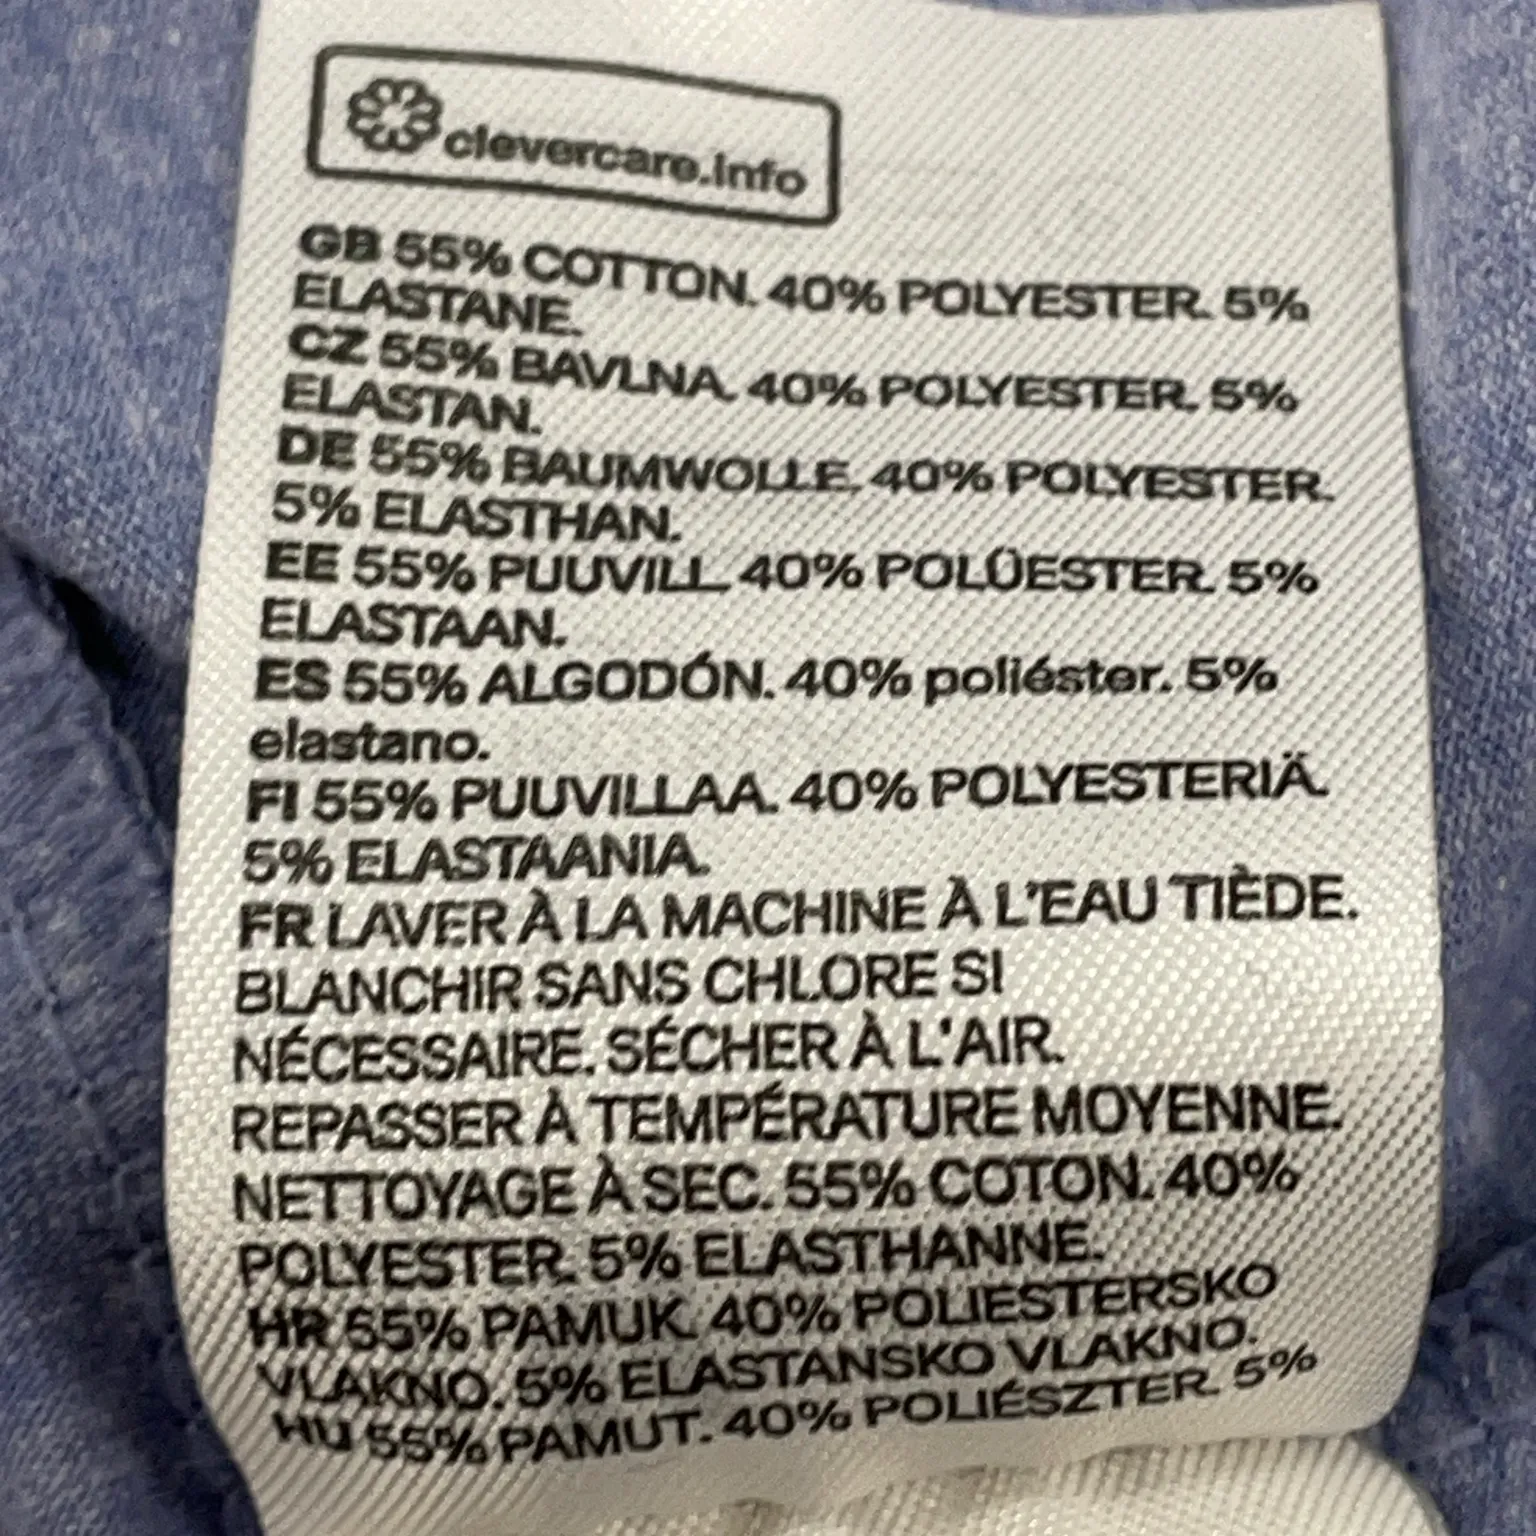 clevercare.info
GB 55% COTTON. 40% POLYESTER. 5%
ELASTANE.
CZ 55% BAVLNA. 40% POLYESTER. 5%
ELASTAN.
DE 55% BAUMWOLLE. 40% POLYESTER.
5% ELASTHAN.
EE 55% PUUVILL. 40% POLÜESTER. 5%
ELASTAAN.
ES 55% ALGODÓN. 40% poliéster. 5%
elastano.
FI 55% PUUVILLAA. 40% POLYESTERIÄ.
5% ELASTAANIA.
FR LAVER À LA MACHINE À L'EAU TIÈDE.
BLANCHIR SANS CHLORE SI
NÉCESSAIRE. SÉCHER À L'AIR.
REPASSER À TEMPÉRATURE MOYENNE.
NETTOYAGE À SEC. 55% COTON. 40%
POLYESTER. 5% ELASTHANNE.
HR 55% PAMUK. 40% POLIESTERSKO
VLAKNO. 5% ELASTANSKO VLAKNO.
HU 55% PAMUT. 40% POLIÉSZTER. 5%